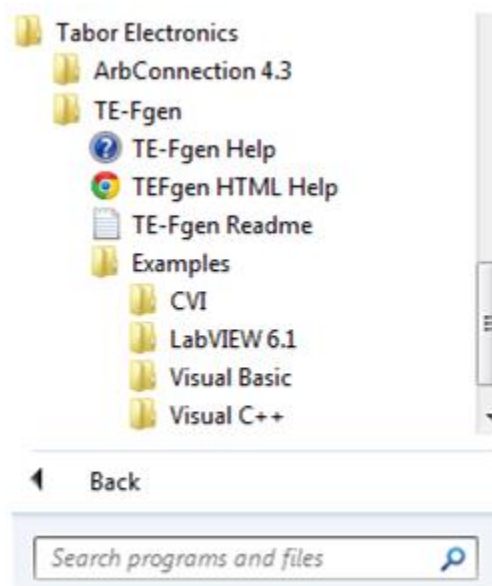 Tabor Electronics
ArbConnection 4.3
TE-Fgen
TE-Fgen Help
TEFgen HTML Help
TE-Fgen Readme
Examples
CVI
LabVIEW 6.1
Visual Basic
Visual C++
Back
Search programs and files